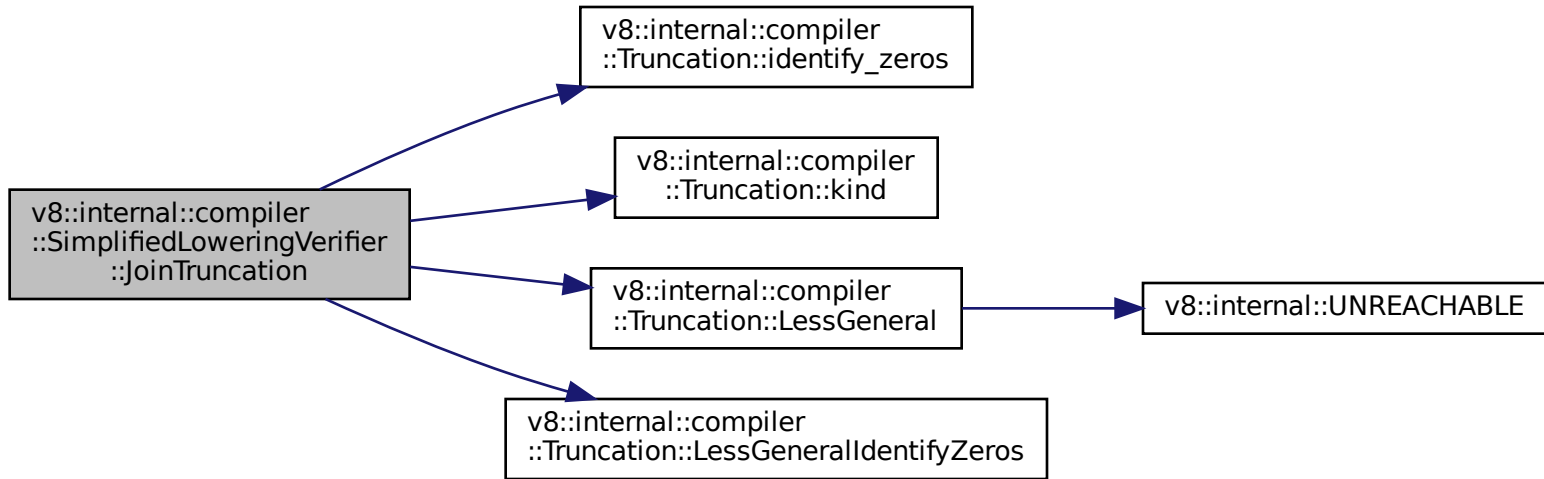 v8::internal::compiler
::SimplifiedLoweringVerifier
::JoinTruncation
v8::internal::compiler
::Truncation::identify_zeros
v8::internal::compiler
::Truncation::kind
v8::internal::compiler
::Truncation::LessGeneral
v8::internal::UNREACHABLE
v8::internal::compiler
::Truncation::LessGeneralIdentifyZeros